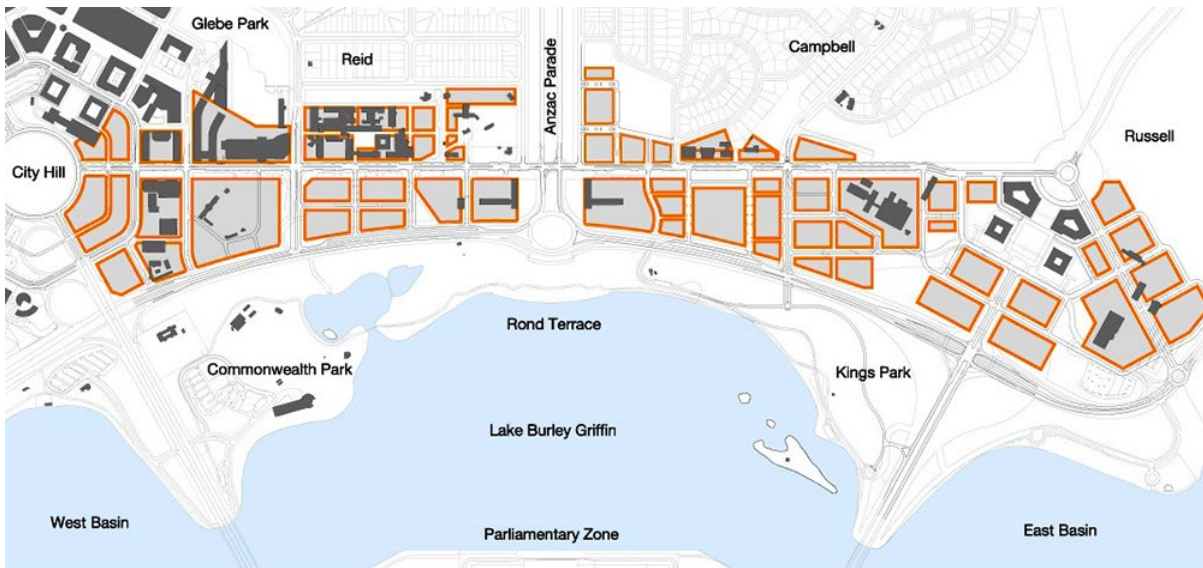 Glebe Park
Reid
Anzac Parade
Campbell
Russell
City Hill
Rond Terrace
Commonwealth Park
Kings Park
Lake Burley Griffin
West Basin
Parliamentary Zone
East Basin